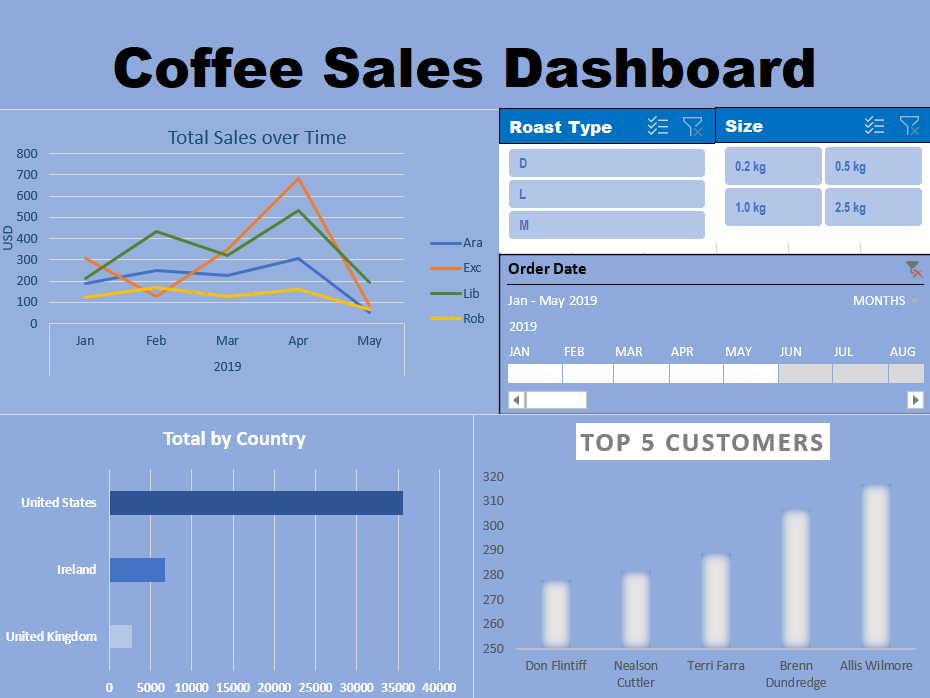 Coffee Sales Dashboard
Total Sales over Time
800
700
600
500
400
300
200
100
0
USD
Jan Feb Mar Apr May
2019
Ara
Exc
Lib
Rob
Roast Type
D
L
M
Size
0.2 kg 0.5 kg
1.0 kg 2.5 kg
Order Date
Jan - May 2019 MONTHS
2019
JAN FEB MAR APR MAY JUN JUL AUG
Total by Country
United States
Ireland
United Kingdom
0 5000 10000 15000 20000 25000 30000 35000 40000
TOP 5 CUSTOMERS
320
310
300
290
280
270
260
250
Don Flintiff Nealson Terri Farra Brenn Allis Wilmore
Cuttler Dundredge